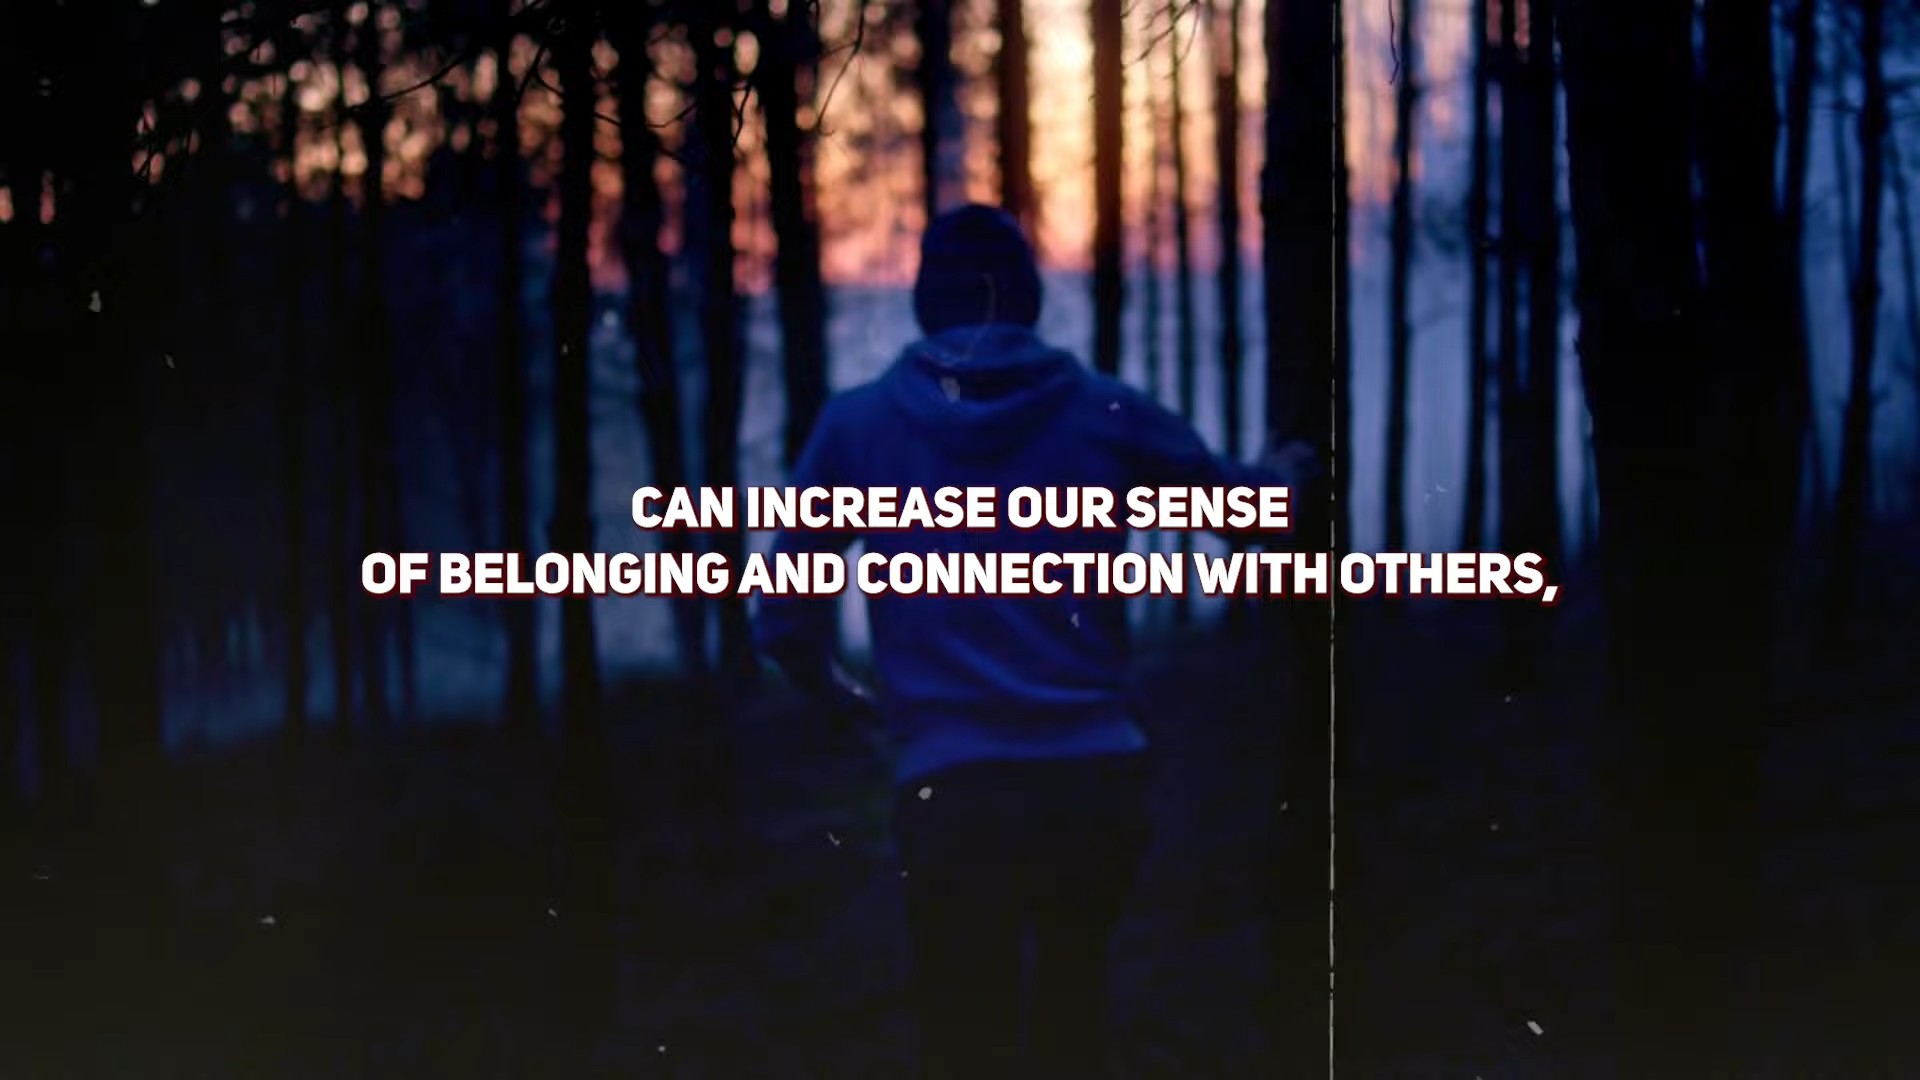 CAN INCREASE OUR SENSE
OF BELONGING AND CONNECTION WITH OTHERS,